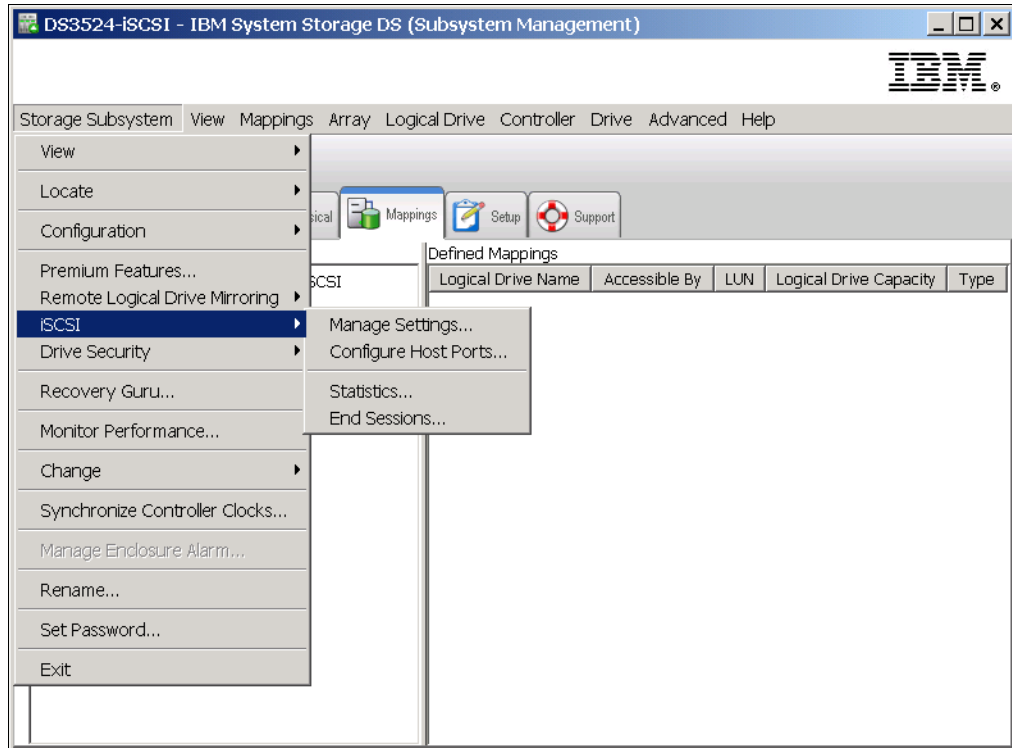 DS3524-iSCSI - IBM System Storage DS (Subsystem Management)
IBM®
Storage Subsystem View Mappings Array Logical Drive Controller Drive Advanced Help
View
Locate
Configuration
Premium Features...
Remote Logical Drive Mirroring
iSCSI
Drive Security
Recovery Guru...
Monitor Performance...
Change
Synchronize Controller Clocks...
Manage Enclosure Alarm...
Rename...
Set Password...
Exit
Manage Settings...
Configure Host Ports...
Statistics...
End Sessions...
sical Mappings Setup Support
SCSI
Defined Mappings
Logical Drive Name Accessible By LUN Logical Drive Capacity Type